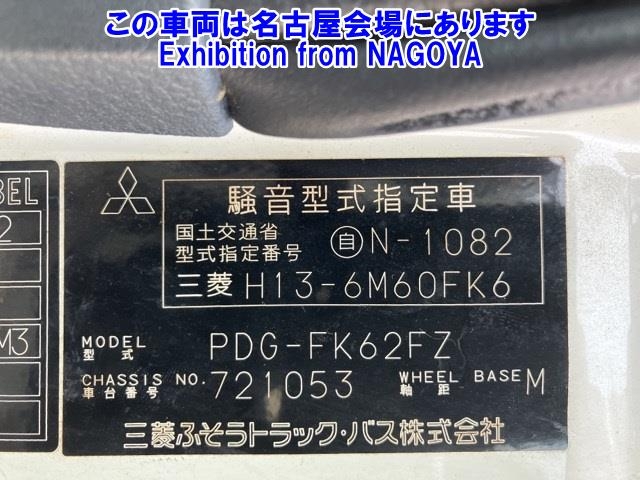 この車両は名古屋会場にあります
Exhibition from NAGOYA
BEL
2
M3
騒音型式指定車
国土交通省
型式指定番号 自N-1082
三菱 H13-6M60FK6
MODEL PDG-FK62FZ
型式
CHASSIS NO. 721053 WHEEL BASE M
車台番号 軸距
三菱ふそうトラック・バス株式会社